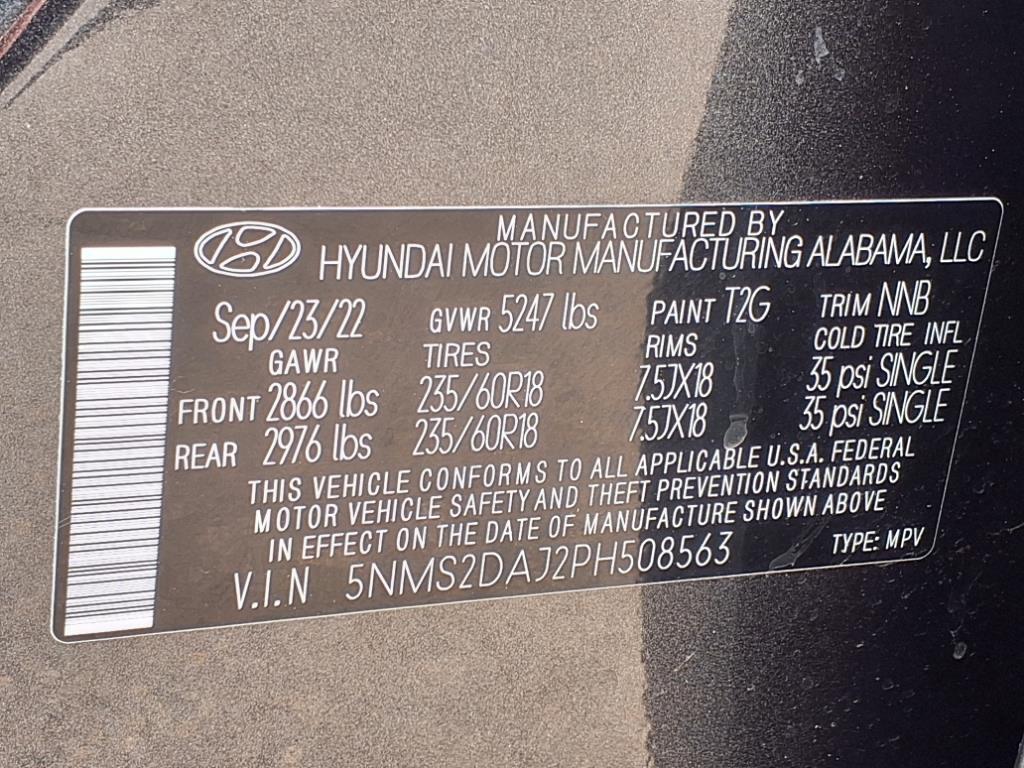 MANUFACTURED BY
HYUNDAI MOTOR MANUFACTURING ALABAMA, LLC
Sep/23/22 GVWR 5247 lbs PAINT T2G TRIM NNB
GAWR TIRES RIMS COLD TIRE INFL
FRONT 2866 lbs 235/60R18 7.5JX18 35 psi SINGLE
REAR 2976 lbs 235/60R18 7.5JX18 35 psi SINGLE
THIS VEHICLE CONFORMS TO ALL APPLICABLE U.S.A. FEDERAL
MOTOR VEHICLE SAFETY AND THEFT PREVENTION STANDARDS
IN EFFECT ON THE DATE OF MANUFACTURE SHOWN ABOVE
V.I.N 5NMS2DAJ2PH508563 TYPE: MPV